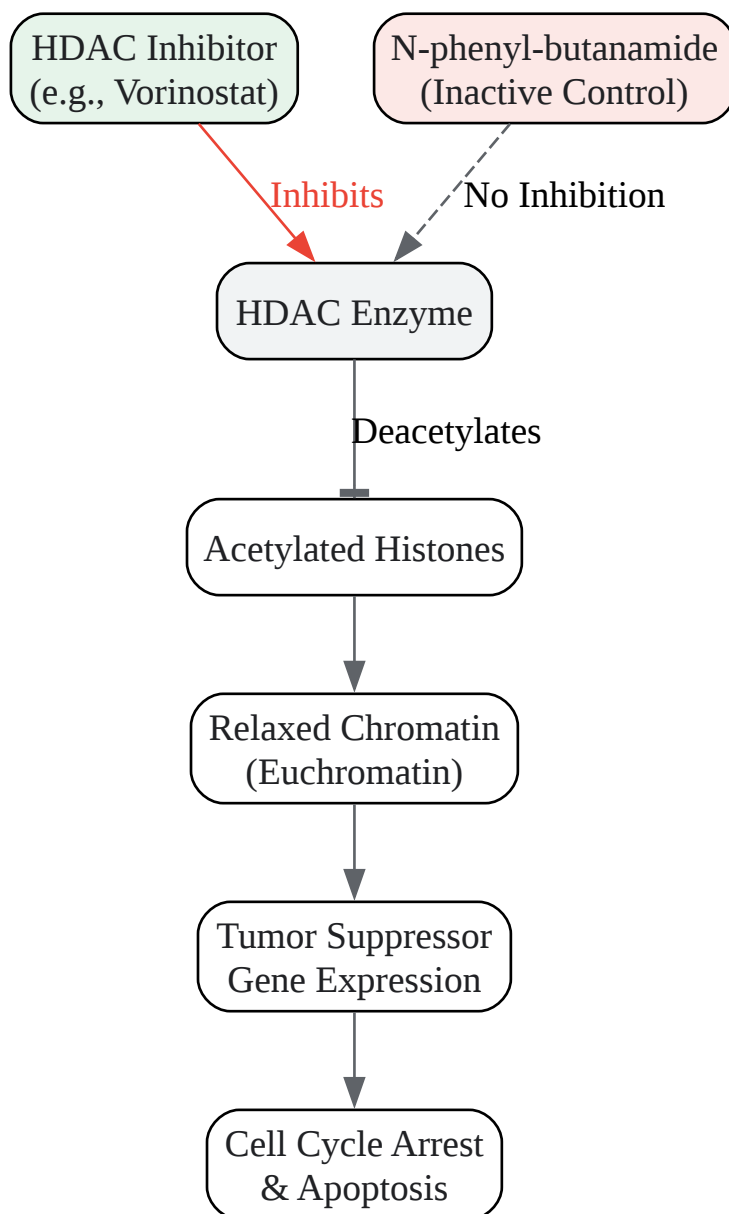 HDAC Inhibitor
(e.g., Vorinostat)
N-phenyl-butanamide
(Inactive Control)
Inhibits
No Inhibition
HDAC Enzyme
Deacetylates
Acetylated Histones
Relaxed Chromatin
(Euchromatin)
Tumor Suppressor
Gene Expression
Cell Cycle Arrest
& Apoptosis